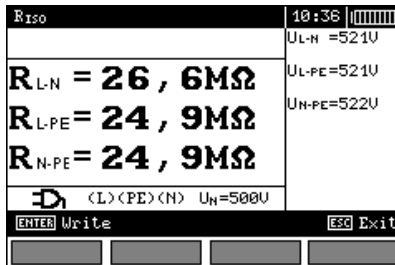 RISO 10:36
UL-N =521V
UL-PE=521V
UN-PE=522V
RL-N = 26,6MΩ
RL-PE= 24,9MΩ
RN-PE= 24,9MΩ
(L)(PE)(N) UN=500V
ENTER Write ESC Exit